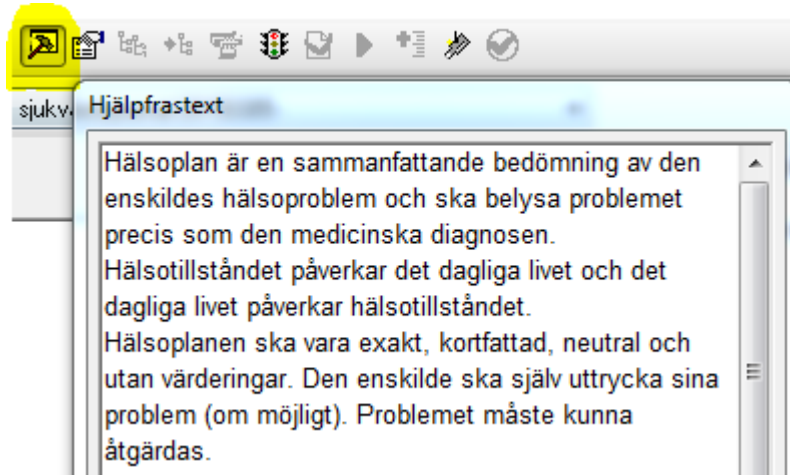 sjukv
Hjälpfrastext
Hälsoplan är en sammanfattande bedömning av den
enskildes hälsoproblem och ska belysa problemet
precis som den medicinska diagnosen.
Hälsotillståndet påverkar det dagliga livet och det
dagliga livet påverkar hälsotillståndet.
Hälsoplanen ska vara exakt, kortfattad, neutral och
utan värderingar. Den enskilde ska själv uttrycka sina
problem (om möjligt). Problemet måste kunna
åtgärdas.